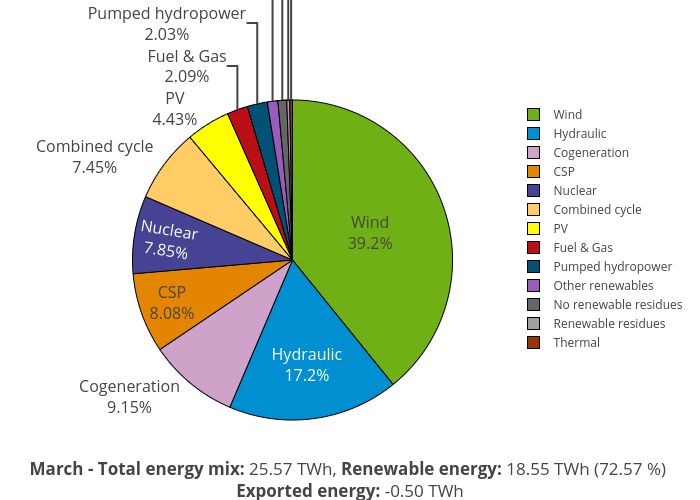 Pumped hydropower
2.03%
Fuel & Gas
2.09%
PV
4.43%
Combined cycle
7.45%
Nuclear
7.85%
CSP
8.08%
Cogeneration
9.15%
Hydraulic
17.2%
Wind
39.2%
Wind
Hydraulic
Cogeneration
CSP
Nuclear
Combined cycle
PV
Fuel & Gas
Pumped hydropower
Other renewables
No renewable residues
Renewable residues
Thermal
March - Total energy mix: 25.57 TWh, Renewable energy: 18.55 TWh (72.57 %)
Exported energy: -0.50 TWh